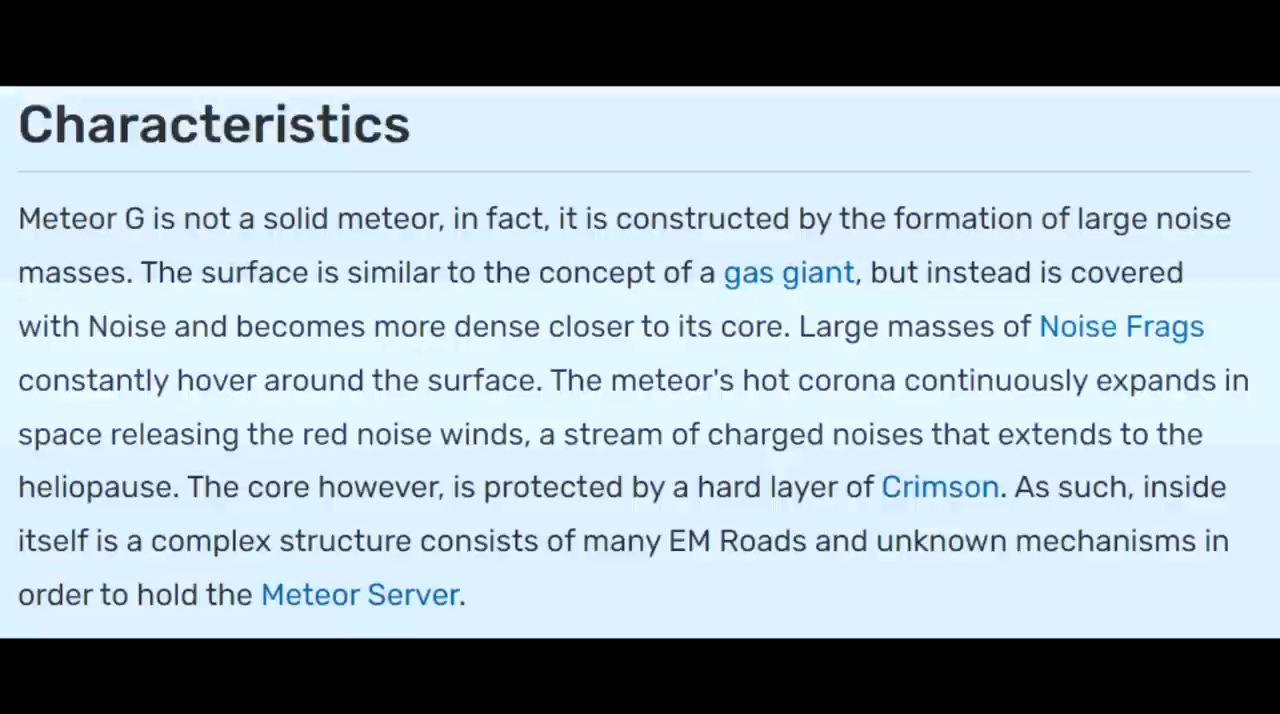 Characteristics
Meteor G is not a solid meteor, in fact, it is constructed by the formation of large noise
masses. The surface is similar to the concept of a gas giant, but instead is covered
with Noise and becomes more dense closer to its core. Large masses of Noise Frags
constantly hover around the surface. The meteor's hot corona continuously expands in
space releasing the red noise winds, a stream of charged noises that extends to the
heliopause. The core however, is protected by a hard layer of Crimson. As such, inside
itself is a complex structure consists of many EM Roads and unknown mechanisms in
order to hold the Meteor Server.